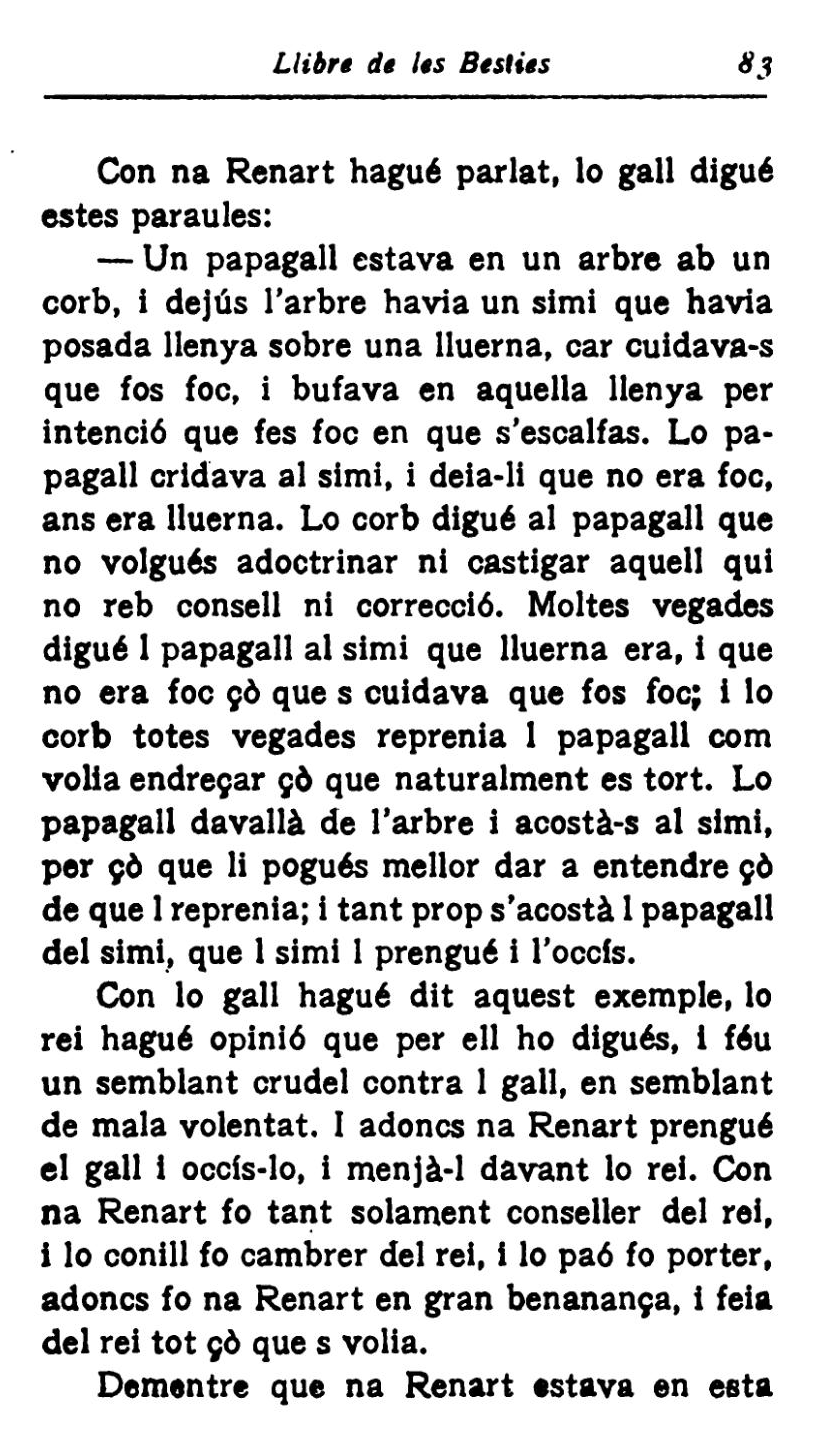 Llibre de les Besties 83
Con na Renart hagué parlat, lo gall digué
estes paraules:
— Un papagall estava en un arbre ab un
corb, i dejús l'arbre havia un simi que havia
posada llenya sobre una lluerna, car cuidava-s
que fos foc, i bufava en aquella llenya per
intenció que fes foc en que s'escalfas. Lo pa-
pagall cridava al simi, i deia-li que no era foc,
ans era lluerna. Lo corb digué al papagall que
no volgués adoctrinar ni castigar aquell qui
no reb consell ni correcció. Moltes vegades
digué l papagall al simi que lluerna era, i que
no era foc çò que s cuidava que fos foc; i lo
corb totes vegades reprenia l papagall com
volia endreçar çò que naturalment es tort. Lo
papagall davallà de l'arbre i acostà-s al simi,
per çò que li pogués mellor dar a entendre çò
de que l reprenia; i tant prop s'acostà l papagall
del simi, que l simi l prengué i l'occís.
Con lo gall hagué dit aquest exemple, lo
rei hagué opinió que per ell ho digués, i féu
un semblant crudel contra l gall, en semblant
de mala volentat. I adoncs na Renart prengué
el gall i occís-lo, i menjà-l davant lo rei. Con
na Renart fo tant solament conseller del rei,
i lo conill fo cambrer del rei, i lo paó fo porter,
adoncs fo na Renart en gran benanança, i feia
del rei tot çò que s volia.
Dementre que na Renart estava en esta